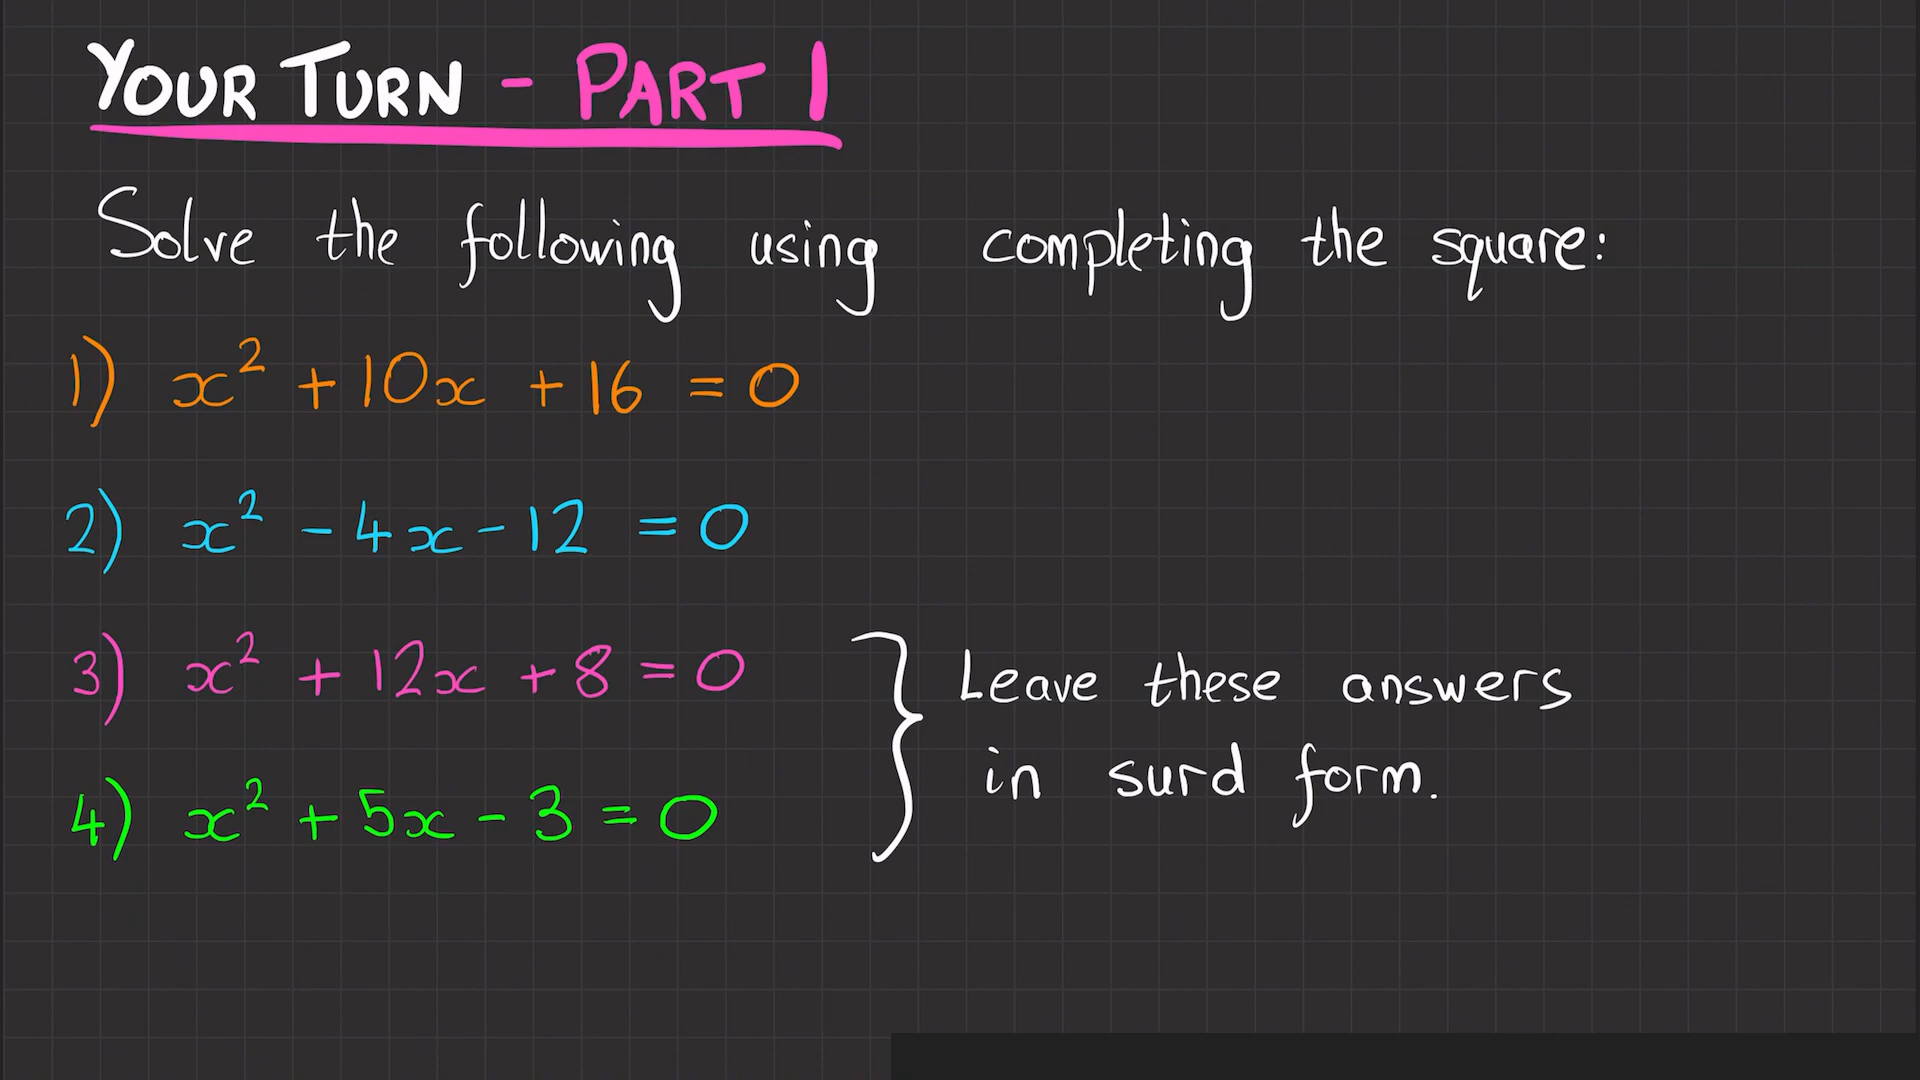 YOUR TURN - PART 1
Solve the following using completing the square:
1) x² + 10x + 16 = 0
2) x² - 4x - 12 = 0
3) x² + 12x + 8 = 0
4) x² + 5x - 3 = 0
Leave these answers
in surd form.